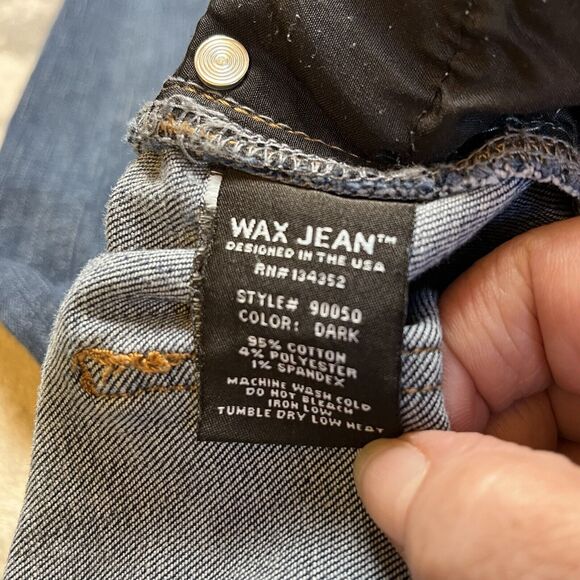 WAX JEAN™
DESIGNED IN THE USA
RN#134352
STYLE# 90050
COLOR: DARK
95% COTTON
4% POLYESTER
1% SPANDEX
MACHINE WASH COLD
DO NOT BLEACH
IRON LOW
TUMBLE DRY LOW HEAT